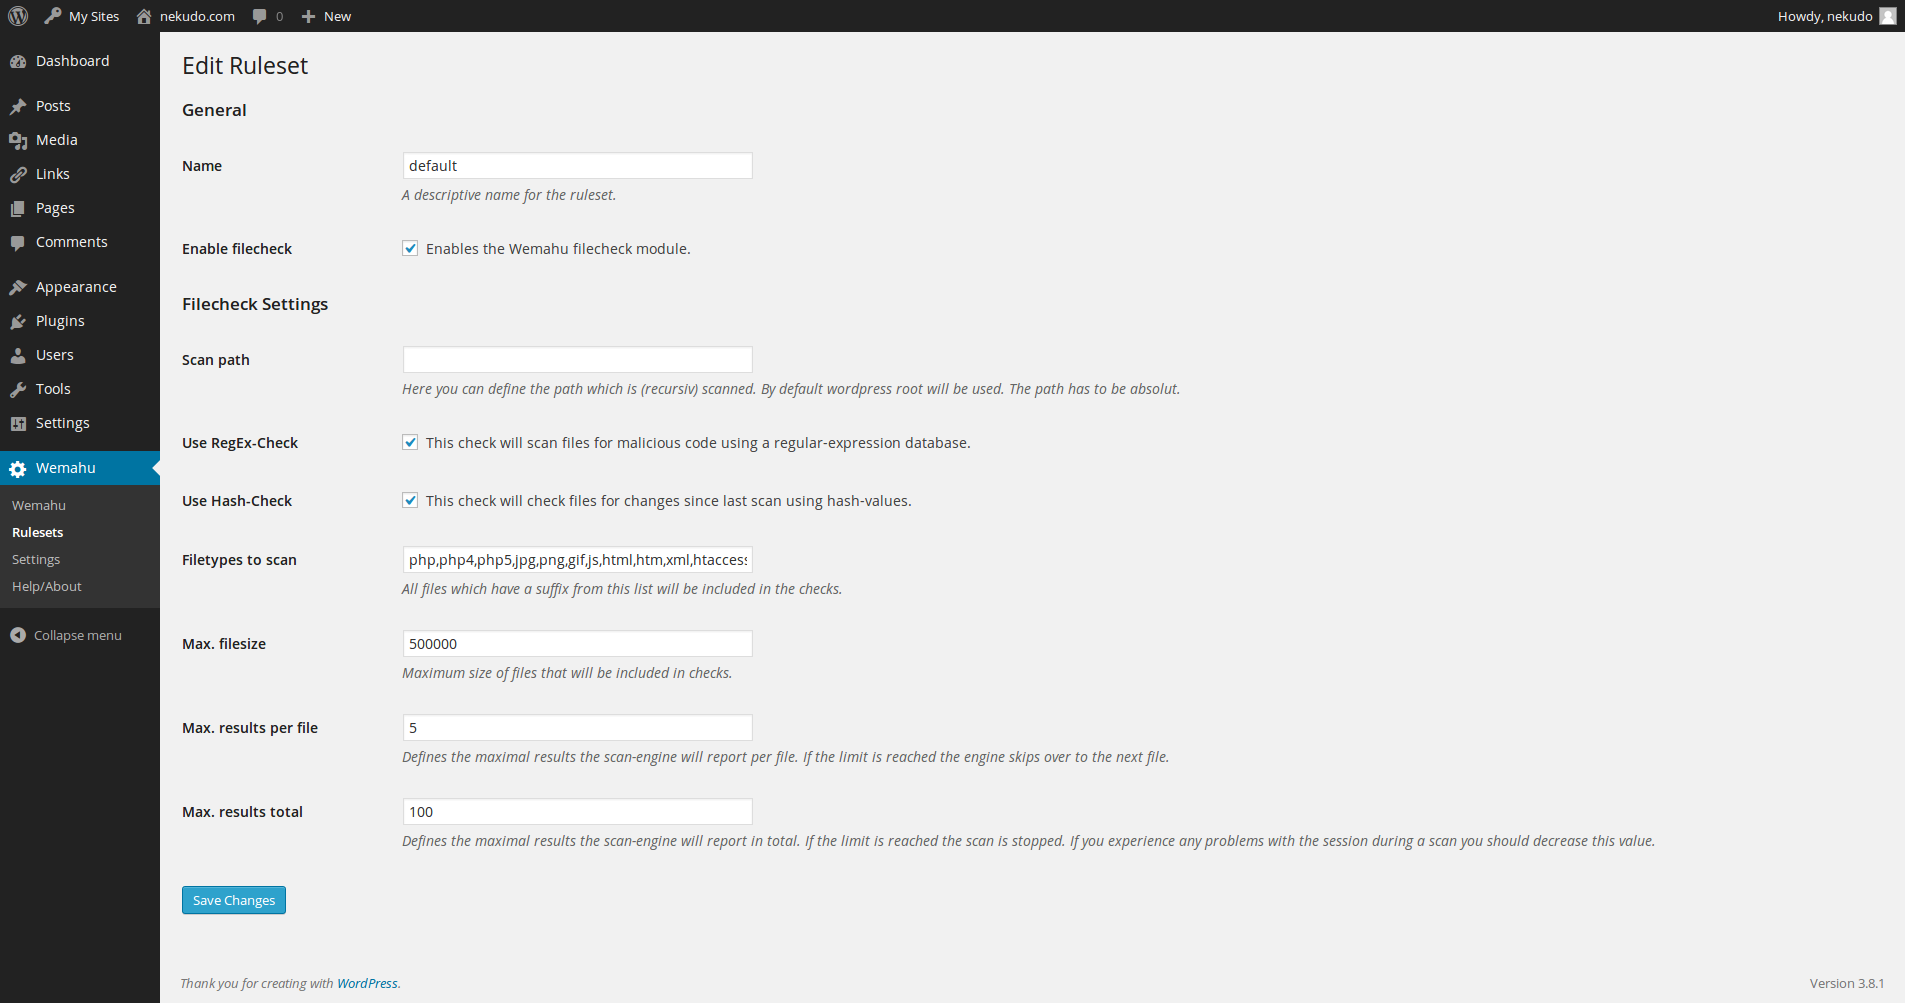 My Sites nekudo.com 0 New Howdy, nekudo
Dashboard
Posts
Media
Links
Pages
Comments
Appearance
Plugins
Users
Tools
Settings
Wemahu
Wemahu
Rulesets
Settings
Help/About
Collapse menu
Edit Ruleset
General
Name default
A descriptive name for the ruleset.
Enable filecheck Enables the Wemahu filecheck module.
Filecheck Settings
Scan path
Here you can define the path which is (recursiv) scanned. By default wordpress root will be used. The path has to be absolut.
Use RegEx-Check This check will scan files for malicious code using a regular-expression database.
Use Hash-Check This check will check files for changes since last scan using hash-values.
Filetypes to scan php,php4,php5,jpg,png,gif,js,html,htm,xml,htaccess
All files which have a suffix from this list will be included in the checks.
Max. filesize 500000
Maximum size of files that will be included in checks.
Max. results per file 5
Defines the maximal results the scan-engine will report per file. If the limit is reached the engine skips over to the next file.
Max. results total 100
Defines the maximal results the scan-engine will report in total. If the limit is reached the scan is stopped. If you experience any problems with the session during a scan you should decrease this value.
Save Changes
Thank you for creating with WordPress. Version 3.8.1